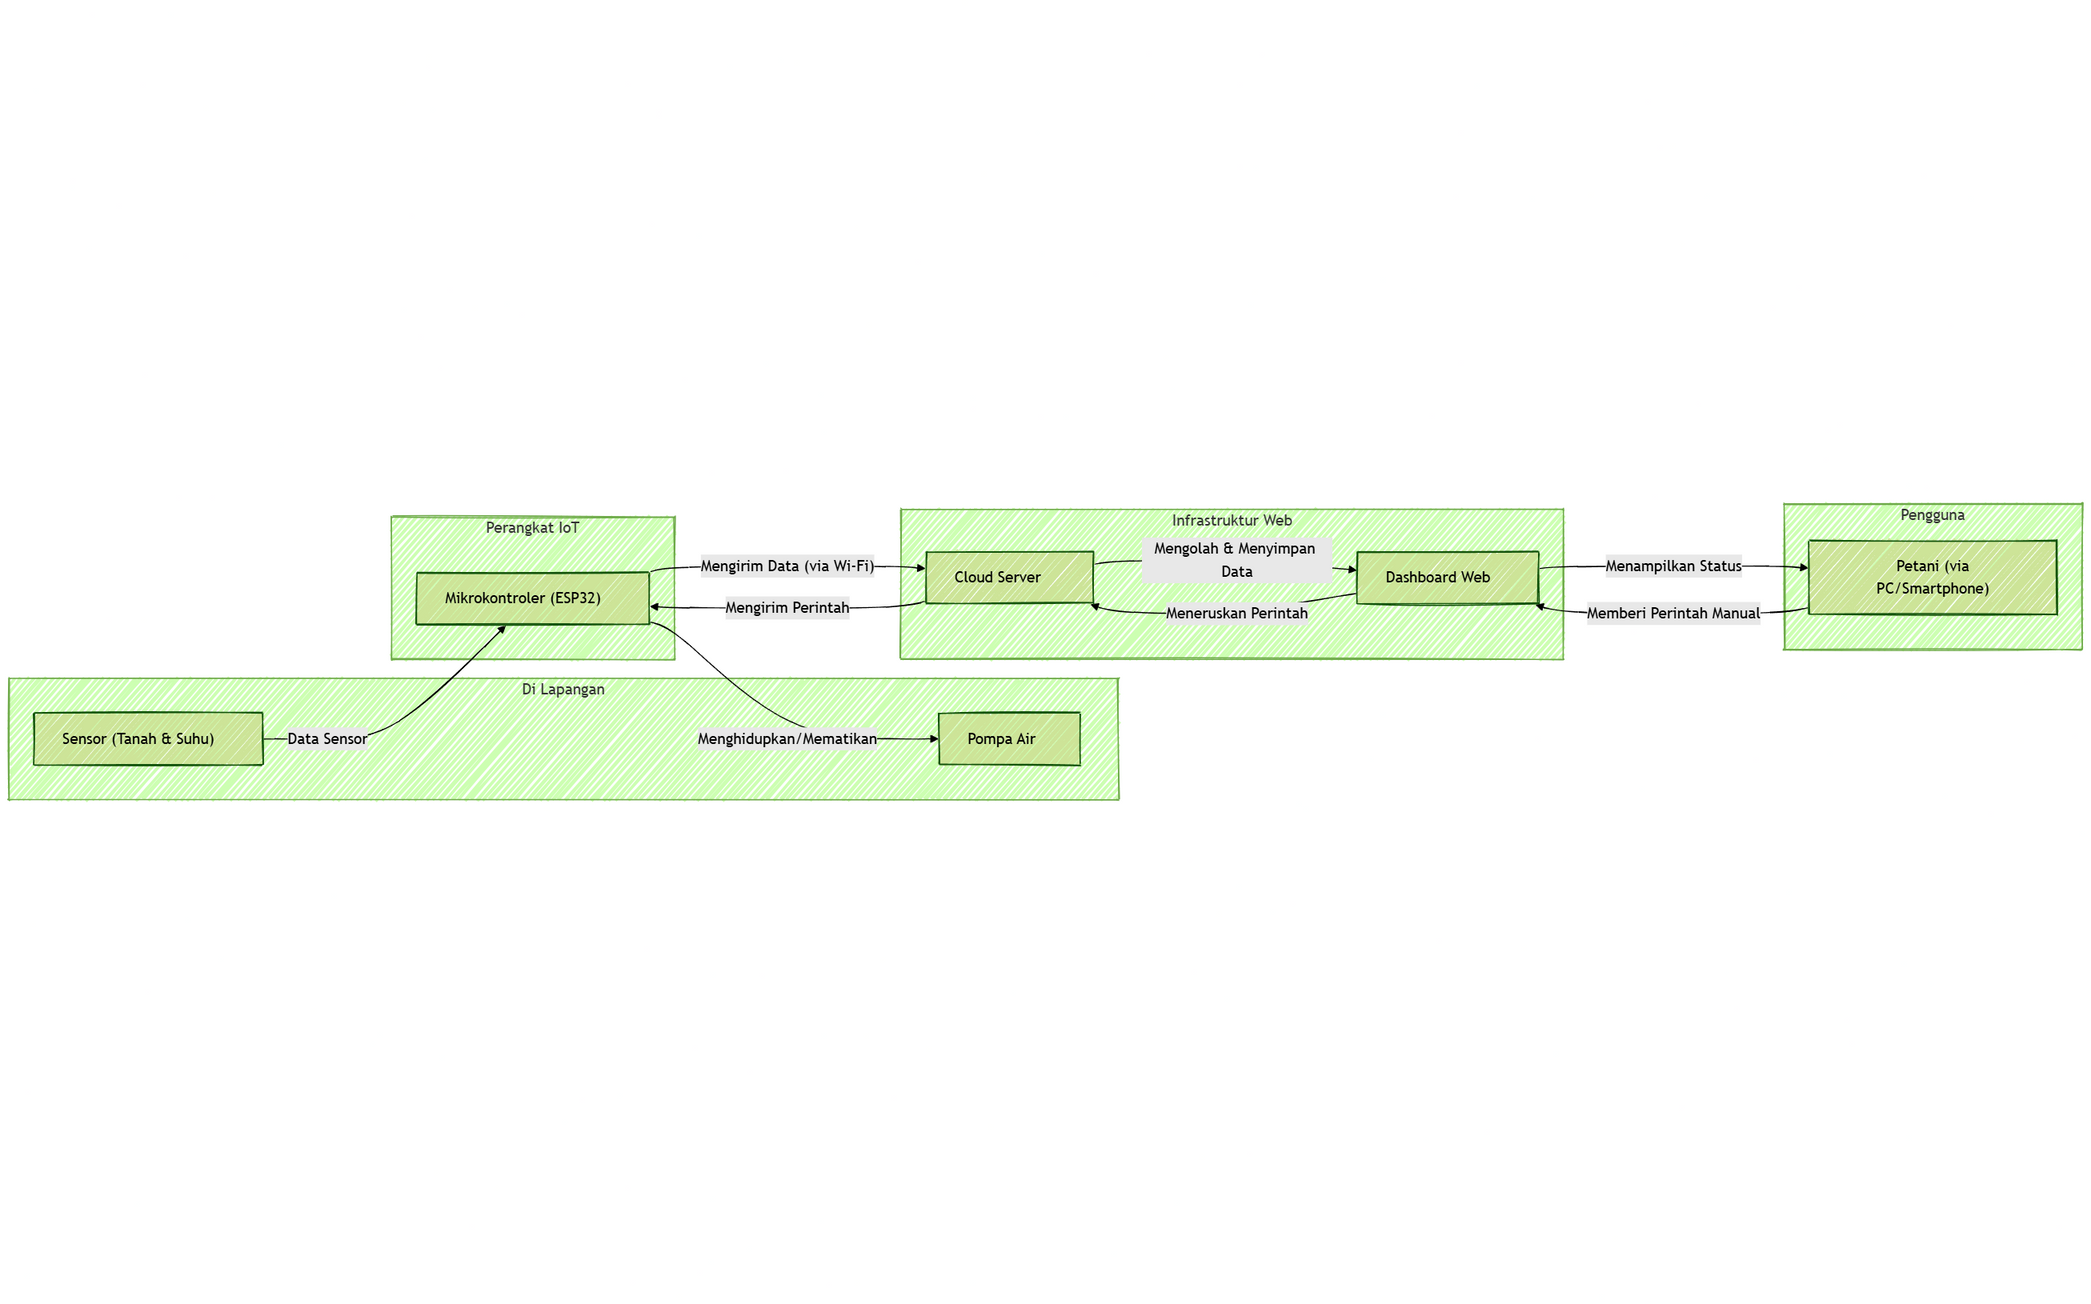 Perangkat IoT
Mikrokontroler (ESP32)
Mengirim Data (via Wi-Fi)
Mengirim Perintah
Infrastruktur Web
Cloud Server
Mengolah & Menyimpan
Data
Meneruskan Perintah
Dashboard Web
Menampilkan Status
Memberi Perintah Manual
Pengguna
Petani (via
PC/Smartphone)
Di Lapangan
Sensor (Tanah & Suhu)
Data Sensor
Menghidupkan/Mematikan
Pompa Air